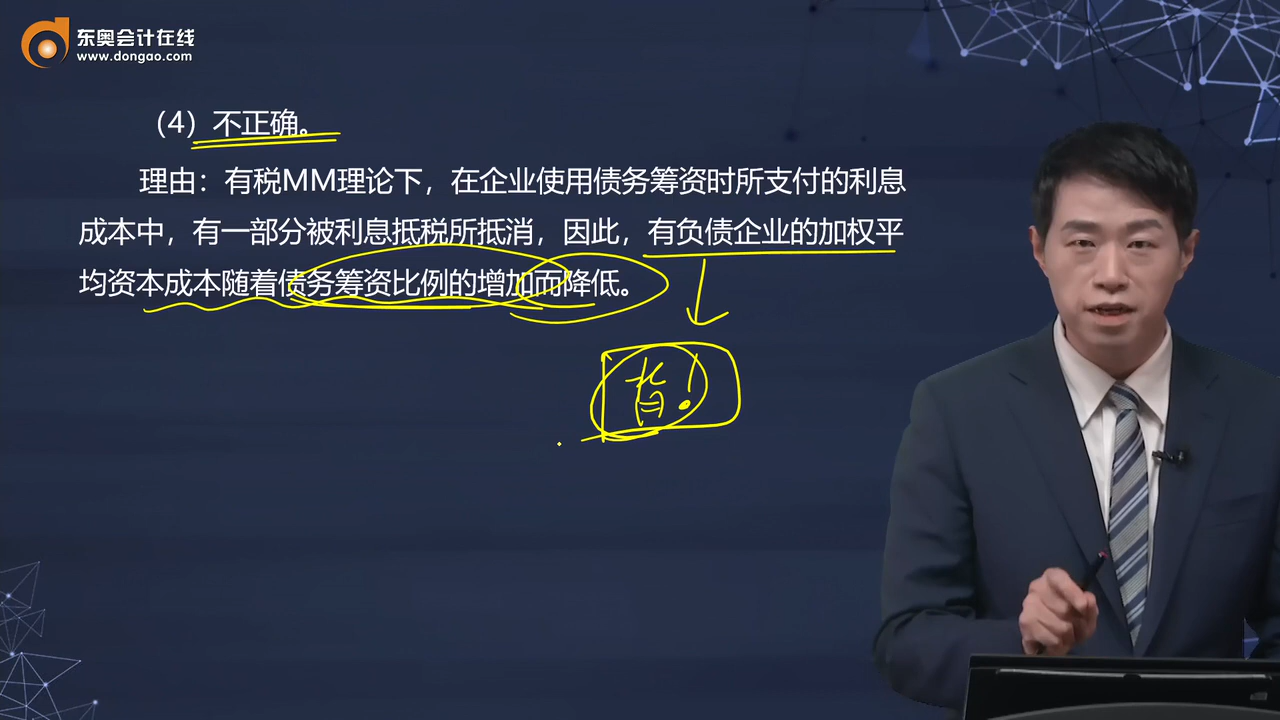 东奥会计在线
www.dongao.com
（4）不正确。
理由：有税MM理论下，在企业使用债务筹资时所支付的利息
成本中，有一部分被利息抵税所抵消，因此，有负债企业的加权平
均资本成本随着债务筹资比例的增加而降低。
背！